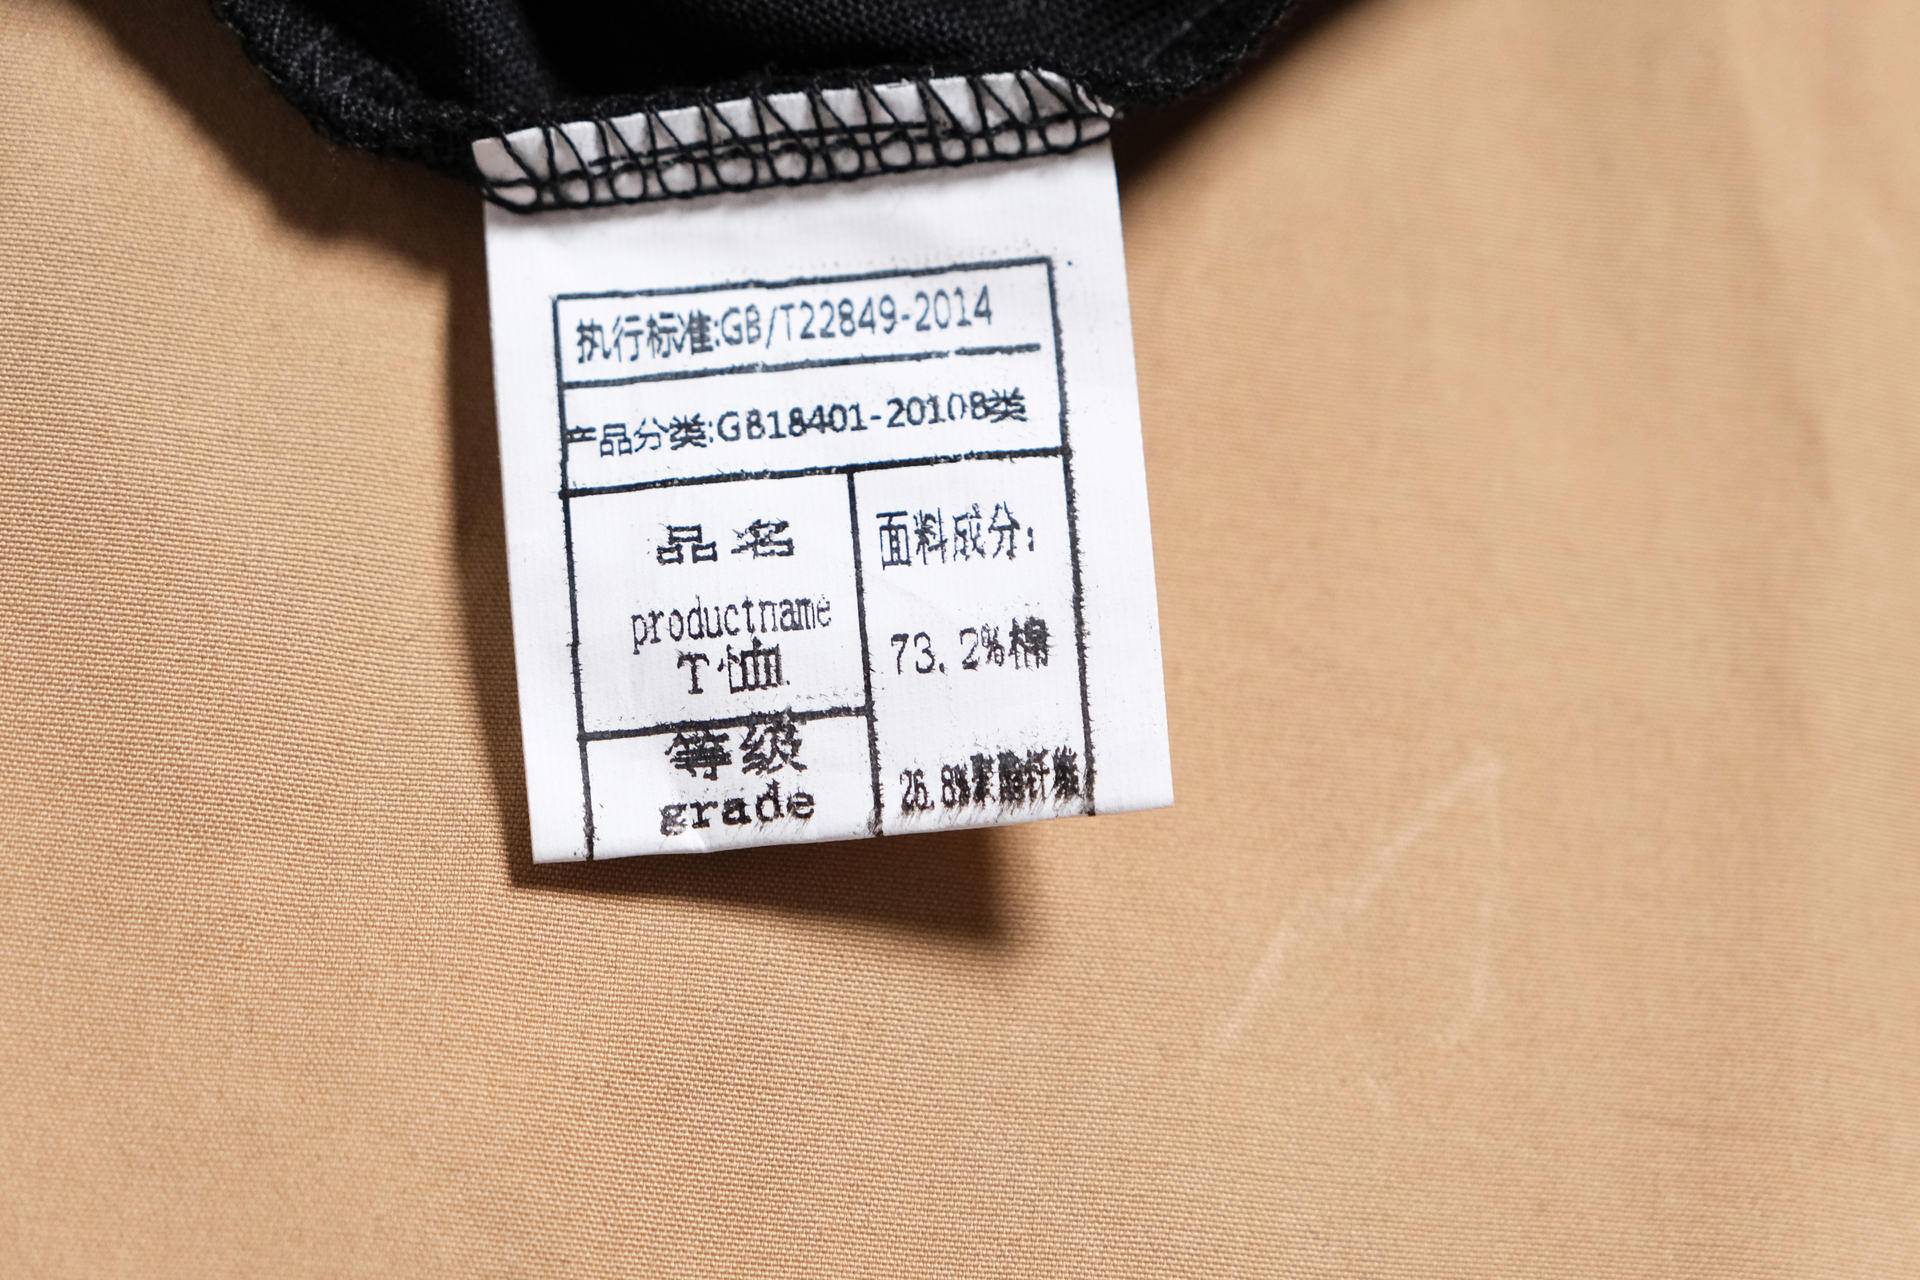 执行标准:GB/T22849-2014
产品分类:GB18401-2010B类
品名
productname
T恤
等级
grade
面料成分:
73.2%棉
26.8%聚酯纤维